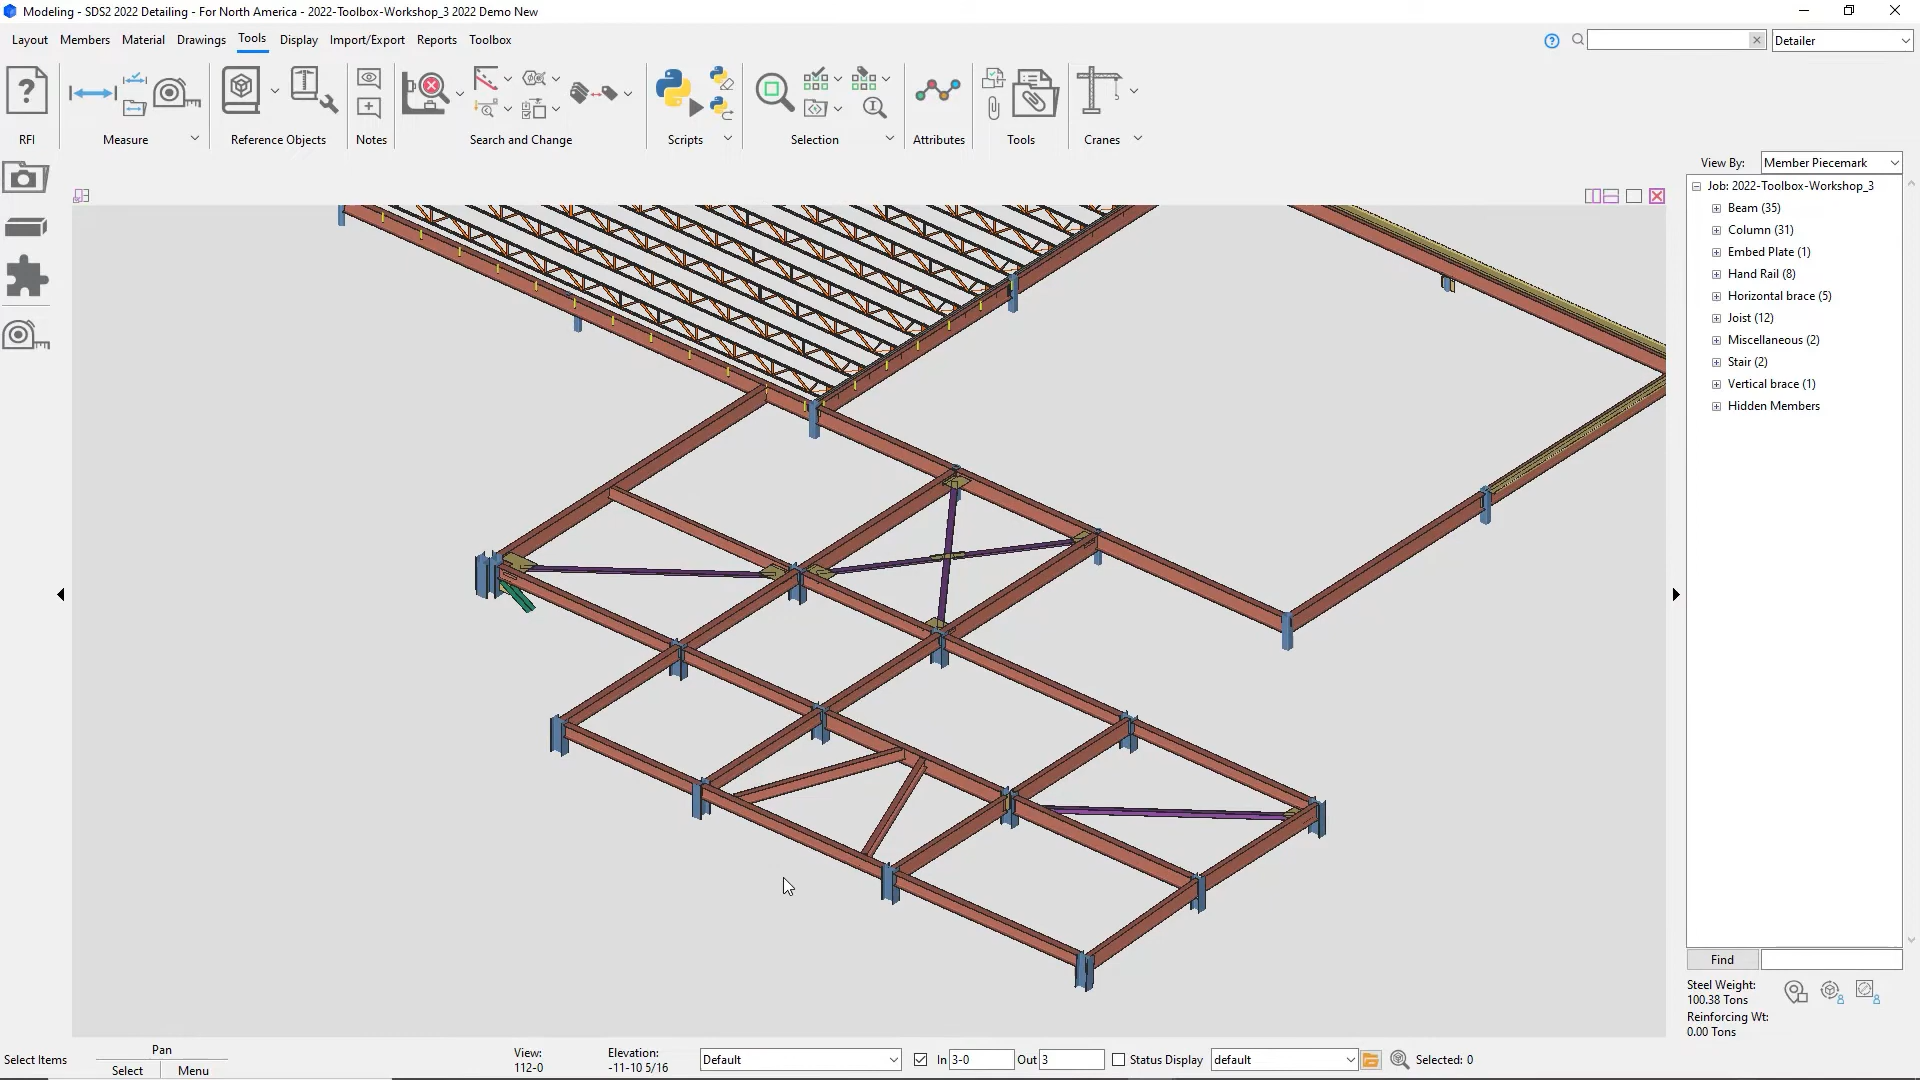 Modeling - SDS2 2022 Detailing - For North America - 2022-Toolbox-Workshop_3 2022 Demo New
Layout Members Material Drawings Tools Display Import/Export Reports Toolbox
Detailer
RFI Measure Reference Objects Notes Search and Change Scripts Selection Attributes Tools Cranes
View By: Member Piecemark
Job: 2022-Toolbox-Workshop_3
Beam (35)
Column (31)
Embed Plate (1)
Hand Rail (8)
Horizontal brace (5)
Joist (12)
Miscellaneous (2)
Stair (2)
Vertical brace (1)
Hidden Members
Find
Steel Weight:
100.38 Tons
Reinforcing Wt:
0.00 Tons
Select Items
Pan
Select Menu
View:
112-0
Elevation:
-11-10 5/16
Default
In 3-0 Out 3 Status Display default Selected: 0